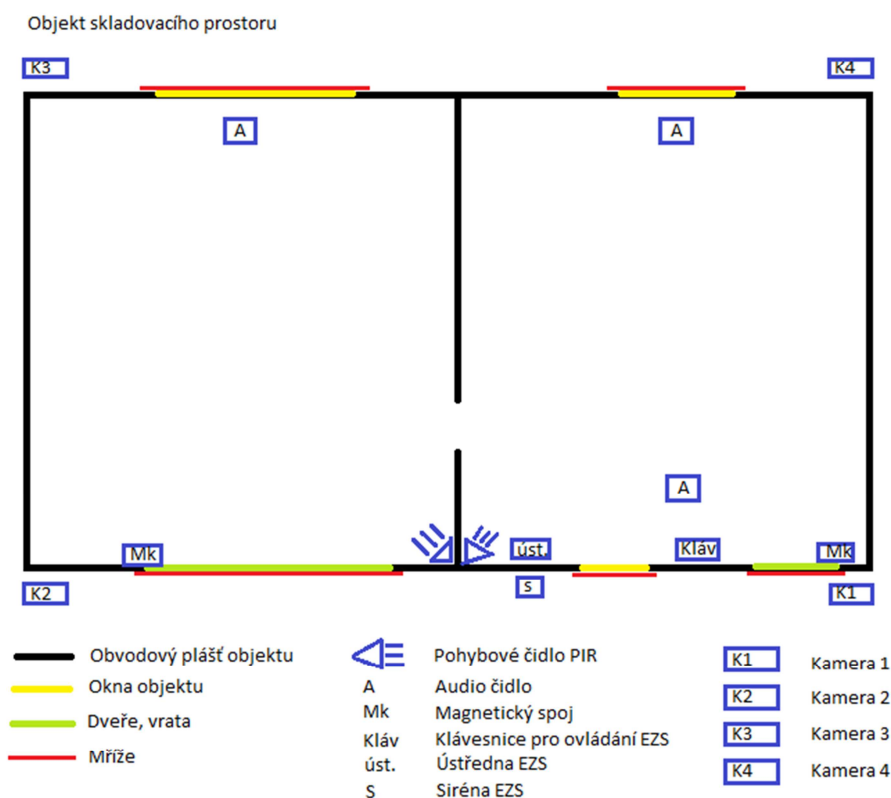 Objekt skladovacího prostoru
K3
K4
A
A
A
Mk
úst.
Kláv
Mk
K2
s
K1
Obvodový plášť objektu
Okna objektu
Dveře, vrata
Mříže
Pohybové čidlo PIR
A Audio čidlo
Mk Magnetický spoj
Kláv Klávesnice pro ovládání EZS
úst. Ústředna EZS
S Siréna EZS
K1 Kamera 1
K2 Kamera 2
K3 Kamera 3
K4 Kamera 4